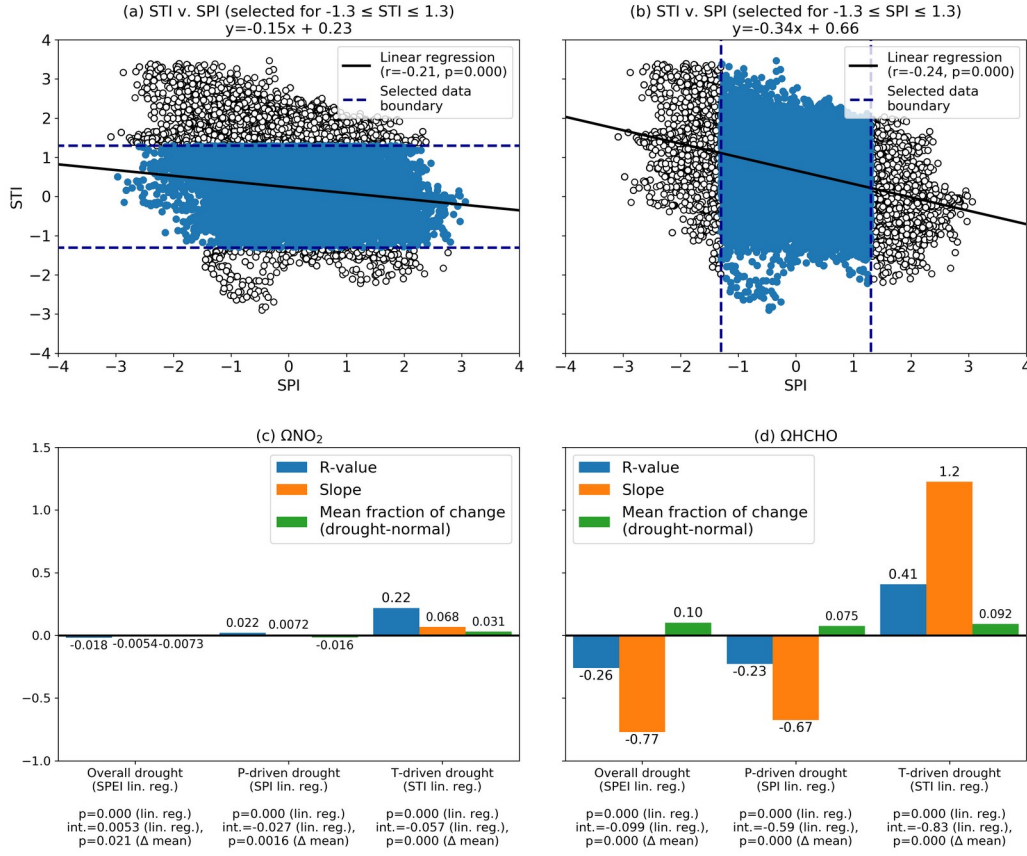 (a) STI v. SPI (selected for -1.3 ≤ STI ≤ 1.3)
y=-0.15x + 0.23
Linear regression
(r=-0.21, p=0.000)
Selected data
boundary
4
3
2
1
0
−1
−2
−3
−4
STI
−4 −3 −2 −1 0 1 2 3 4
SPI
(b) STI v. SPI (selected for -1.3 ≤ SPI ≤ 1.3)
y=-0.34x + 0.66
Linear regression
(r=-0.24, p=0.000)
Selected data
boundary
−4 −3 −2 −1 0 1 2 3 4
SPI
(c) ΩNO₂
R-value
Slope
Mean fraction of change
(drought-normal)
1.5
1.0
0.5
0.0
−0.5
−1.0
-0.018 -0.0054 -0.0073
0.022 0.0072 -0.016
0.22 0.068 0.031
Overall drought
(SPEI lin. reg.)
p=0.000 (lin. reg.)
int.=0.0053 (lin. reg.),
p=0.021 (Δ mean)
P-driven drought
(SPI lin. reg.)
p=0.000 (lin. reg.)
int.=-0.027 (lin. reg.),
p=0.0016 (Δ mean)
T-driven drought
(STI lin. reg.)
p=0.000 (lin. reg.)
int.=-0.057 (lin. reg.),
p=0.000 (Δ mean)
(d) ΩHCHO
R-value
Slope
Mean fraction of change
(drought-normal)
-0.26 -0.77 0.10
-0.23 -0.67 0.075
0.41 1.2 0.092
Overall drought
(SPEI lin. reg.)
p=0.000 (lin. reg.)
int.=-0.099 (lin. reg.),
p=0.000 (Δ mean)
P-driven drought
(SPI lin. reg.)
p=0.000 (lin. reg.)
int.=-0.59 (lin. reg.),
p=0.000 (Δ mean)
T-driven drought
(STI lin. reg.)
p=0.000 (lin. reg.)
int.=-0.83 (lin. reg.),
p=0.000 (Δ mean)